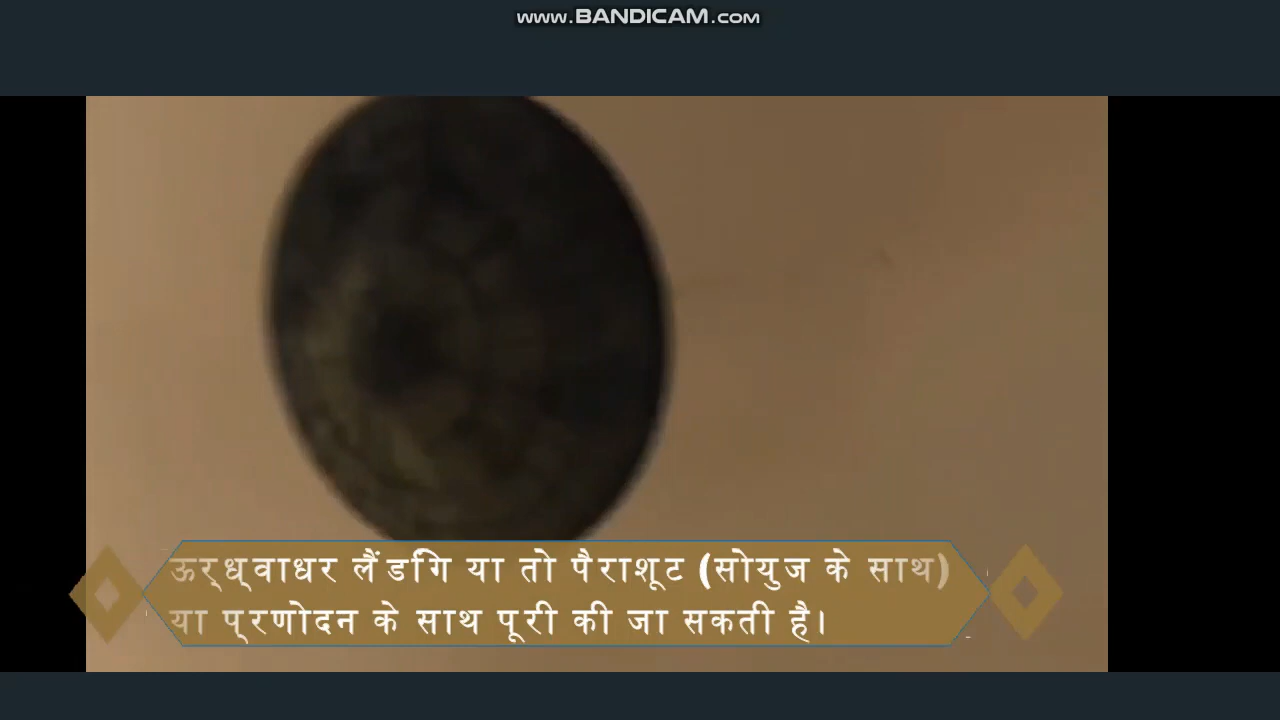 www.BANDICAM.com
ऊर्ध्वाधर लैंडिंग या तो पैराशूट (सोयुज के साथ)
या प्रणोदन के साथ पूरी की जा सकती है।